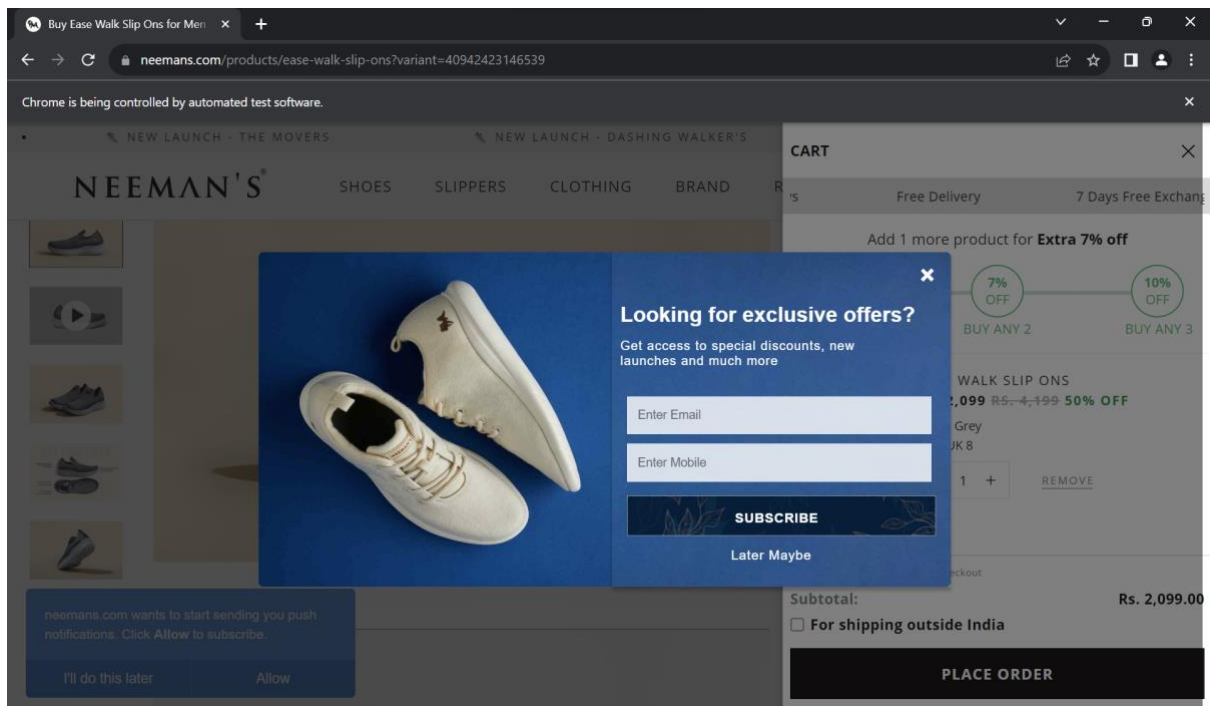 Buy Ease Walk Slip Ons for Men
neemans.com/products/ease-walk-slip-ons?variant=40942423146539
Chrome is being controlled by automated test software.
NEW LAUNCH - THE MOVERS
NEW LAUNCH - DASHING WALKER'S
NEEMAN'S
SHOES SLIPPERS CLOTHING BRAND
CART
Free Delivery 7 Days Free Exchang
Add 1 more product for Extra 7% off
7% OFF
BUY ANY 2
10% OFF
BUY ANY 3
WALK SLIP ONS
,099 RS. 4,199 50% OFF
Grey
UK 8
1 +
REMOVE
Subtotal: Rs. 2,099.00
For shipping outside India
PLACE ORDER
Looking for exclusive offers?
Get access to special discounts, new
launches and much more
Enter Email
Enter Mobile
SUBSCRIBE
Later Maybe
neemans.com wants to start sending you push
notifications. Click Allow to subscribe.
I'll do this later Allow